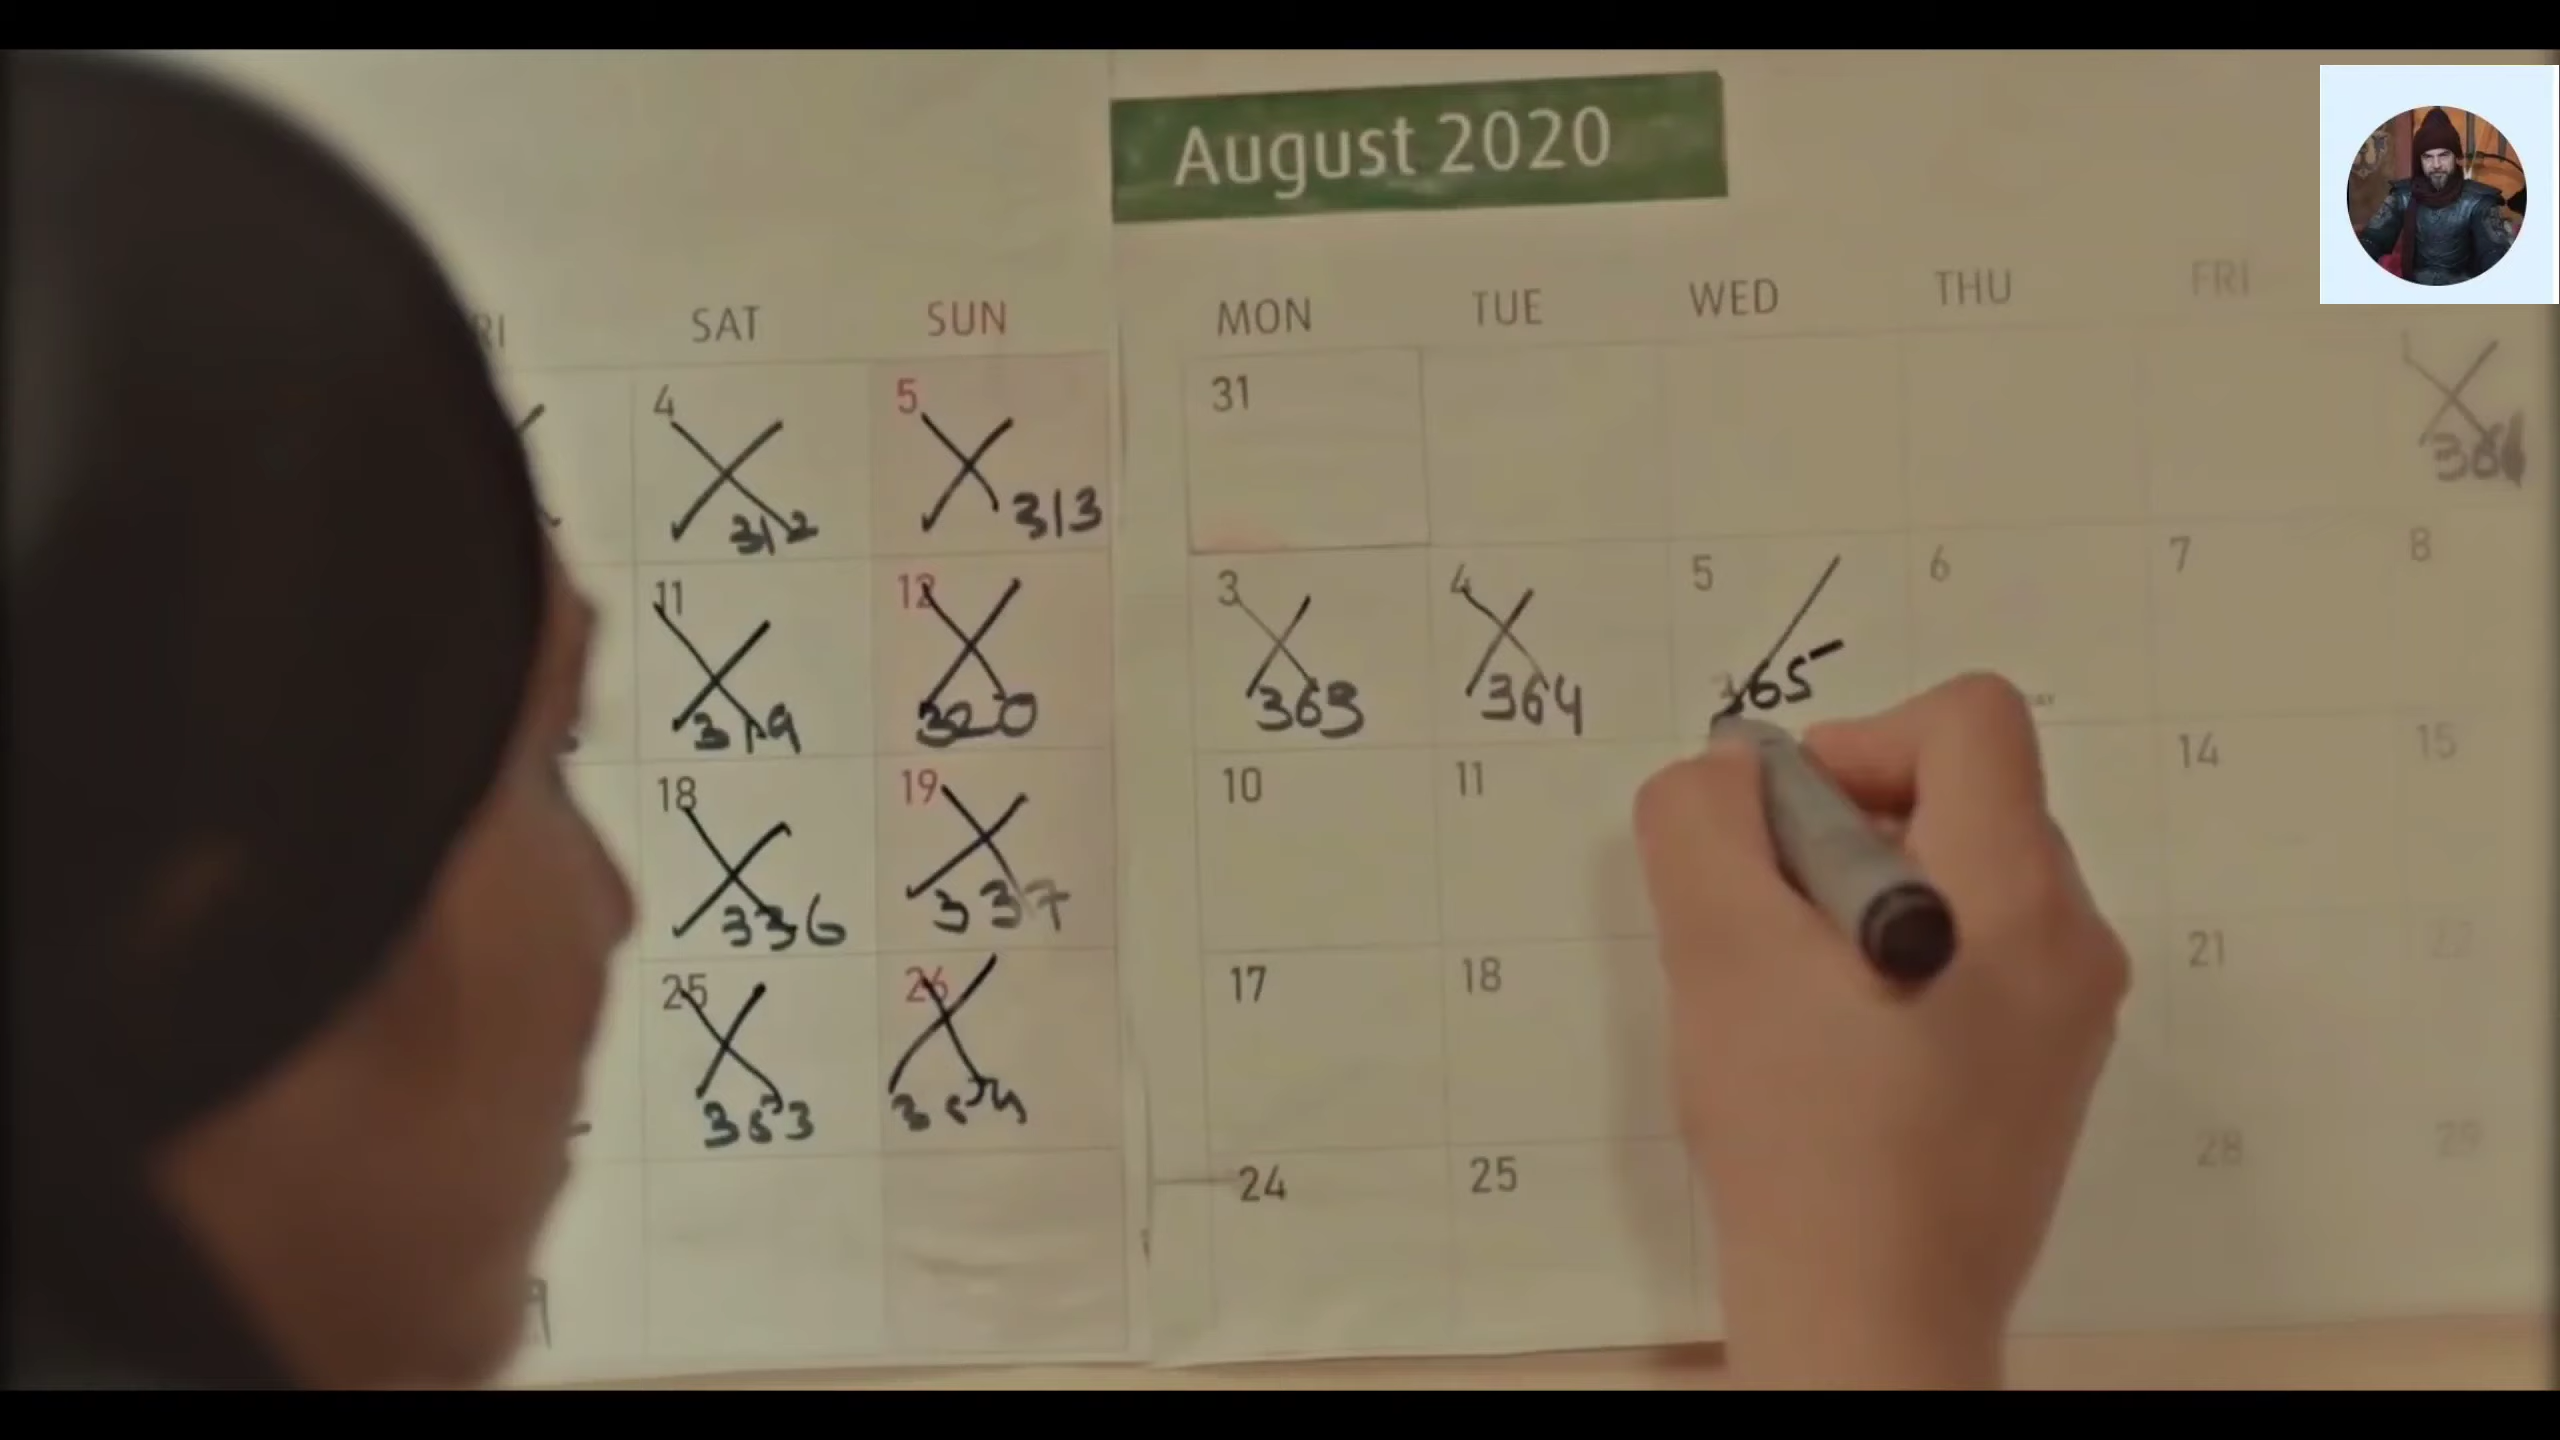 August 2020
SAT SUN MON TUE WED THU FRI
4 5 31
312 313
11 12 3 4 5 6 7 8
319 320 363 364 365
18 19 10 11 14 15
336 337
25 26 17 18 21
353 24 25 28 29